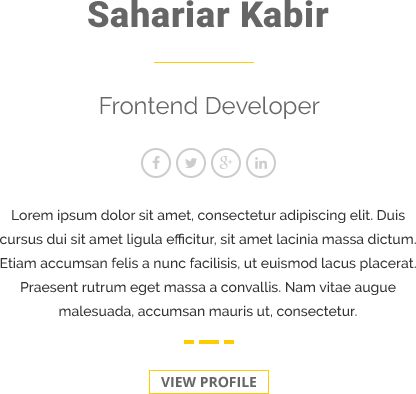 Sahariar Kabir
Frontend Developer
Lorem ipsum dolor sit amet, consectetur adipiscing elit. Duis
cursus dui sit amet ligula efficitur, sit amet lacinia massa dictum.
Etiam accumsan felis a nunc facilisis, ut euismod lacus placerat.
Praesent rutrum eget massa a convallis. Nam vitae augue
malesuada, accumsan mauris ut, consectetur.
VIEW PROFILE